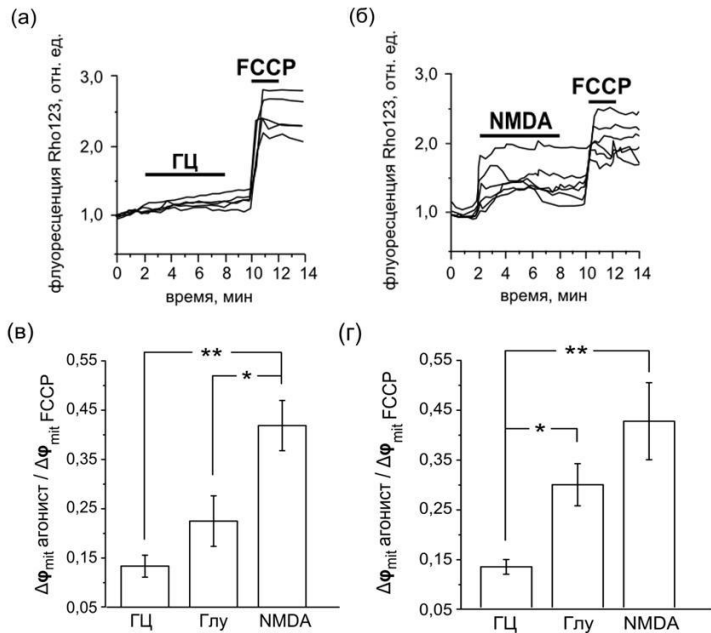 (а)
флуоресценция Rho123, отн. ед.
3,0
2,0
1,0
FCCP
ГЦ
0 2 4 6 8 10 12 14
время, мин
(б)
флуоресценция Rho123, отн. ед.
3,0
2,0
1,0
FCCP
NMDA
0 2 4 6 8 10 12 14
время, мин
(в)
Δφmit агонист / Δφmit FCCP
0,55
0,45
0,35
0,25
0,15
0,05
**
*
ГЦ Глу NMDA
(г)
Δφmit агонист / Δφmit FCCP
0,55
0,45
0,35
0,25
0,15
0,05
**
*
ГЦ Глу NMDA